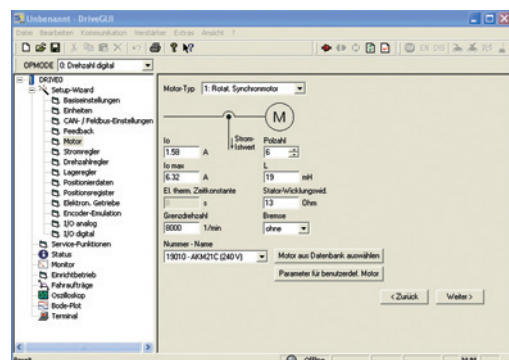 Unbenannt - DriveGUI
Datei Bearbeiten Kommunikation Verstärker Extras Ansicht ?
OPMODE 0: Drehzahl digital
DRIVE0
Setup-Wizard
Basiseinstellungen
Einheiten
CAN- / Feldbus-Einstellungen
Feedback
Motor
Stromregler
Drehzahlregler
Lageregler
Positionierdaten
Positionsregister
Elektron. Getriebe
Encoder-Emulation
I/O analog
I/O digital
Service-Funktionen
Status
Monitor
Einrichtbetrieb
Fahraufträge
Oszilloskop
Bode-Plot
Terminal
Motor-Typ 1: Rotat. Synchronmotor
M
Strom-Istwert
Io
1.58 A
Polzahl
6
Io max
6.32 A
L
19 mH
El. therm. Zeitkonstante
s
Stator-Wicklungswid.
13 Ohm
Grenzdrehzahl
8000 1/min
Bremse
ohne
Nummer - Name
19010 - AKM21C (240 V)
Motor aus Datenbank auswählen
Parameter für benutzerdef. Motor
< Zurück
Weiter >
Offline